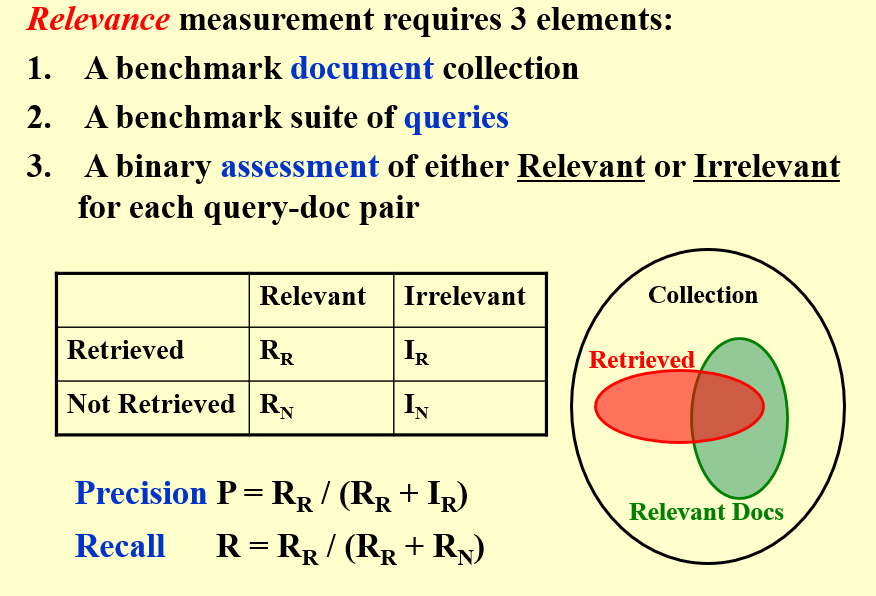 Relevance measurement requires 3 elements:
1. A benchmark document collection
2. A benchmark suite of queries
3. A binary assessment of either Relevant or Irrelevant
for each query-doc pair
Relevant Irrelevant
Retrieved R_R I_R
Not Retrieved R_N I_N
Precision P = R_R / (R_R + I_R)
Recall R = R_R / (R_R + R_N)
Collection
Retrieved
Relevant Docs